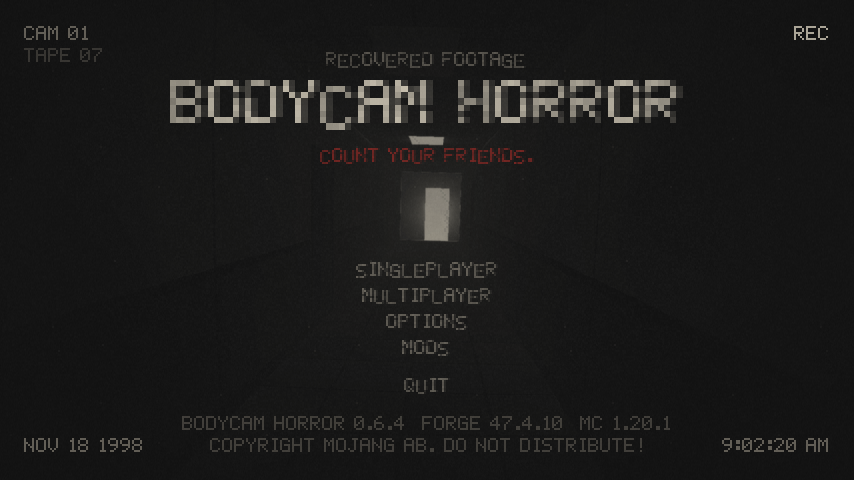 CAM 01
REC
TAPE 07
RECOVERED FOOTAGE
BODYCAM HORROR
COUNT YOUR FRIENDS.
SINGLEPLAYER
MULTIPLAYER
OPTIONS
MODS
QUIT
BODYCAM HORROR 0.6.4 FORGE 47.4.10 MC 1.20.1
NOV 18 1998
COPYRIGHT MOJANG AB. DO NOT DISTRIBUTE!
9:02:20 AM